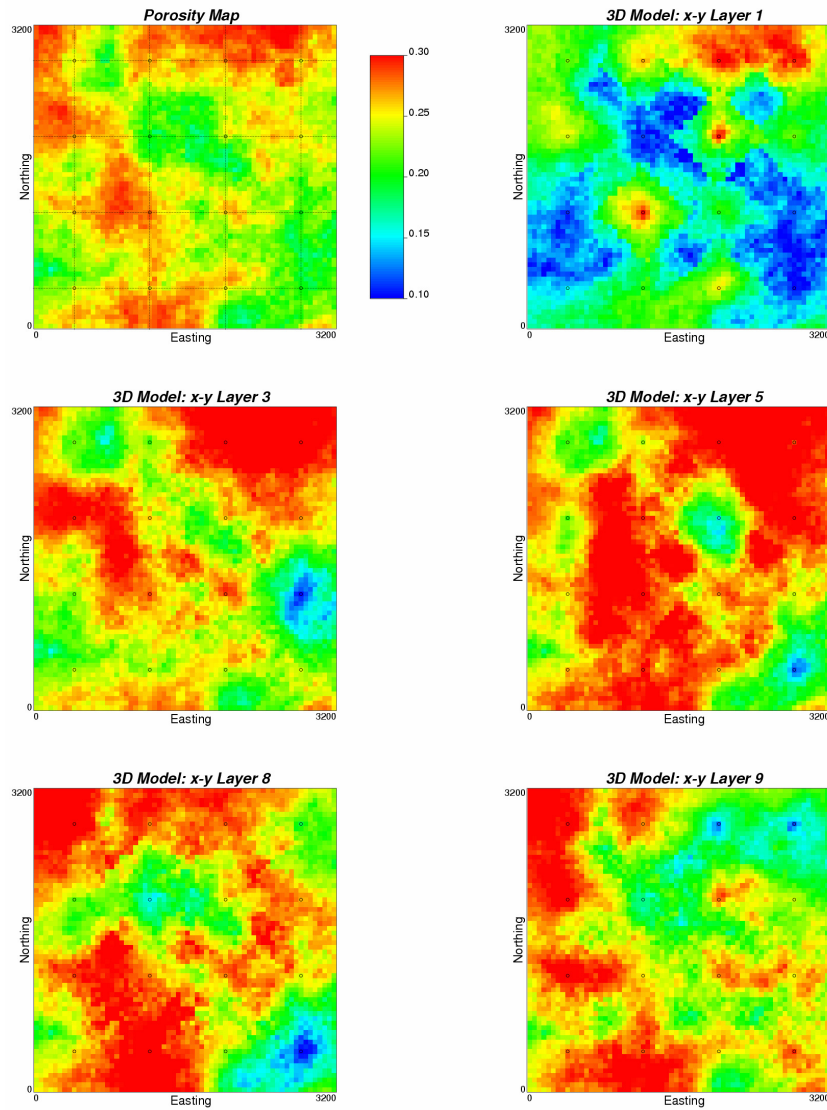 Porosity Map
3200
Northing
0
0
Easting
3200
0.30
0.25
0.20
0.15
0.10
3D Model: x-y Layer 1
3200
Northing
0
0
Easting
3200
3D Model: x-y Layer 3
3200
Northing
0
0
Easting
3200
3D Model: x-y Layer 5
3200
Northing
0
0
Easting
3200
3D Model: x-y Layer 8
3200
Northing
0
0
Easting
3200
3D Model: x-y Layer 9
3200
Northing
0
0
Easting
3200